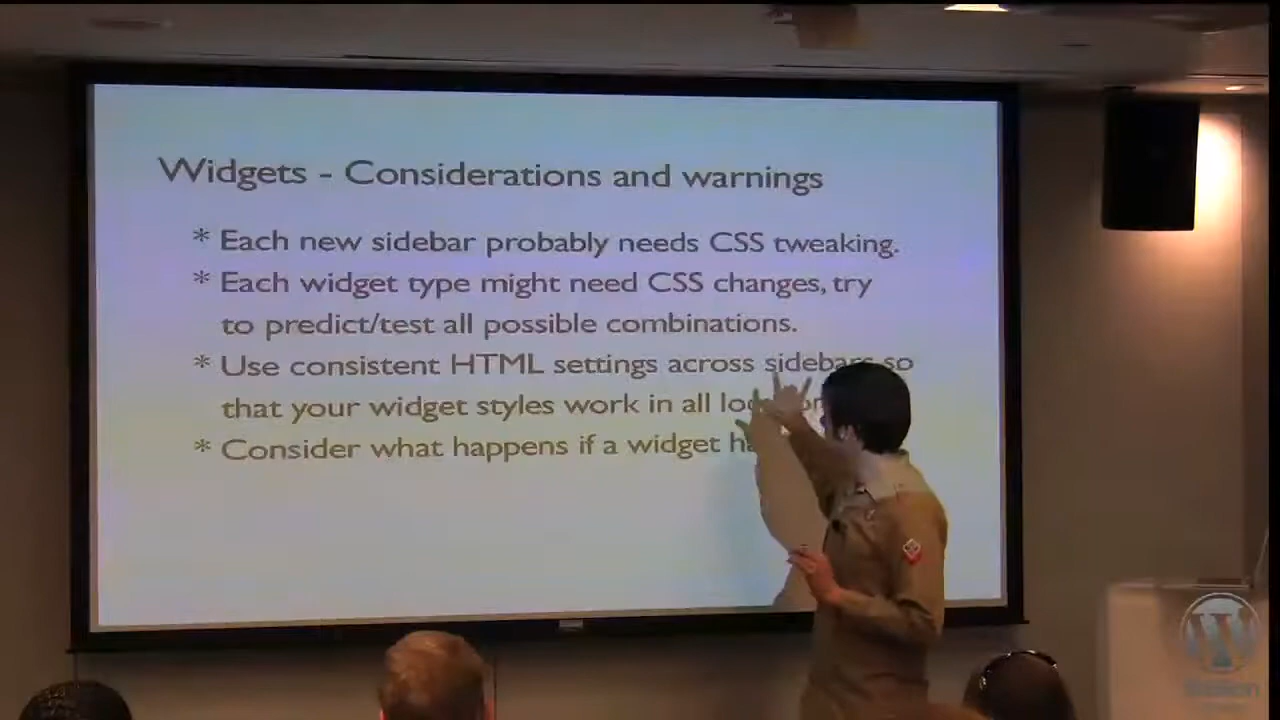 Widgets - Considerations and warnings
* Each new sidebar probably needs CSS tweaking.
* Each widget type might need CSS changes, try
to predict/test all possible combinations.
* Use consistent HTML settings across sidebars so
that your widget styles work in all
* Consider what happens if a widget